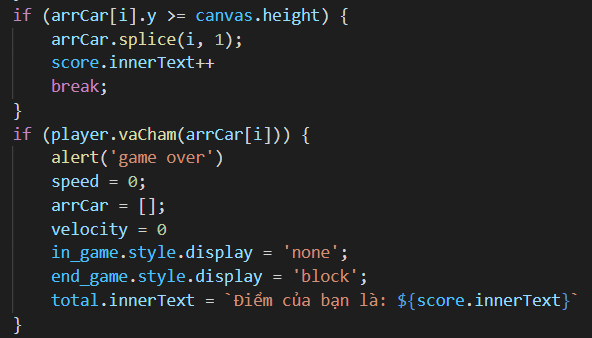 if (arrCar[i].y >= canvas.height) {
    arrCar.splice(i, 1);
    score.innerText++
    break;
}
if (player.vaCham(arrCar[i])) {
    alert('game over')
    speed = 0;
    arrCar = [];
    velocity = 0
    in_game.style.display = 'none';
    end_game.style.display = 'block';
    total.innerText = `Điểm của bạn là: ${score.innerText}`
}